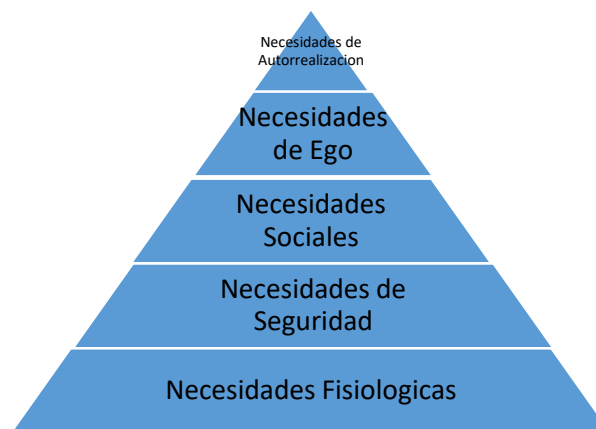 Necesidades de
Autorrealizacion
Necesidades
de Ego
Necesidades
Sociales
Necesidades de
Seguridad
Necesidades Fisiologicas